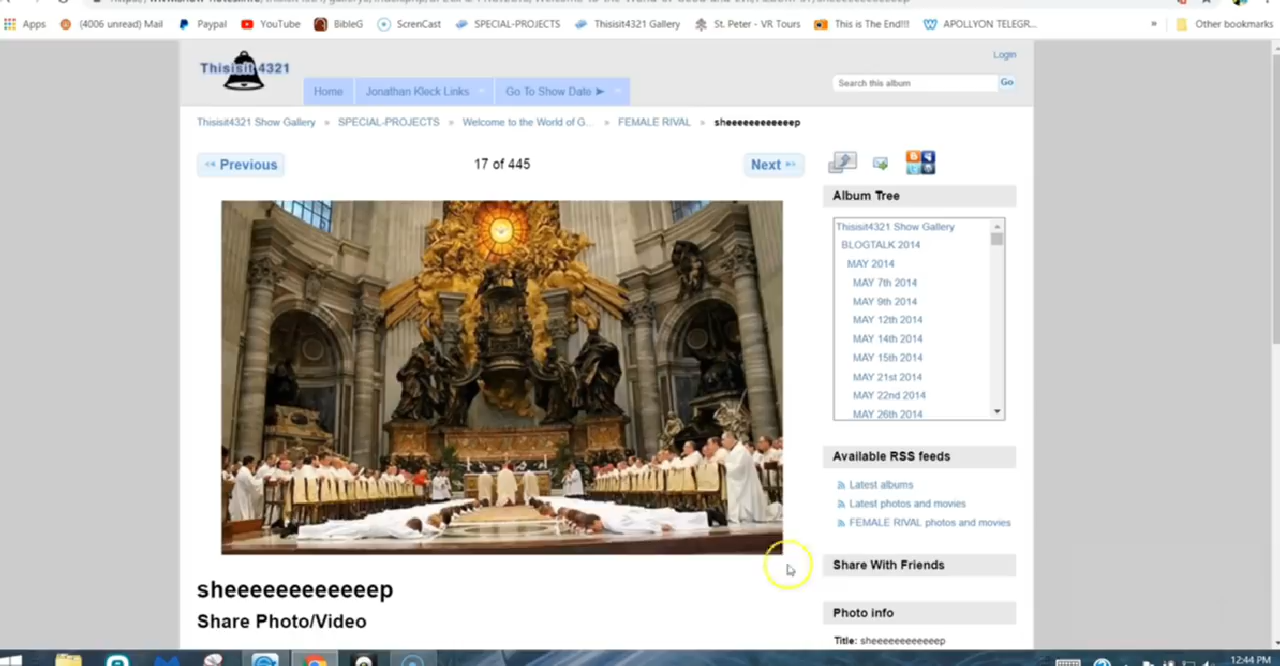 Apps
(4006 unread) Mail
Paypal
YouTube
BibleG
ScrenCast
SPECIAL-PROJECTS
Thisisit4321 Gallery
St. Peter - VR Tours
This is The End!!!
APOLLYON TELEGR...
»
Other bookmarks
Thisisit 4321
Login
Home
Jonathan Kleck Links
Go To Show Date ►
Search this album
Go
Thisisit4321 Show Gallery » SPECIAL-PROJECTS » Welcome to the World of G... » FEMALE RIVAL » sheeeeeeeeeeep
Previous
17 of 445
Next
Album Tree
Thisisit4321 Show Gallery
BLOGTALK 2014
MAY 2014
MAY 7th 2014
MAY 9th 2014
MAY 12th 2014
MAY 14th 2014
MAY 15th 2014
MAY 21st 2014
MAY 22nd 2014
MAY 26th 2014
Available RSS feeds
Latest albums
Latest photos and movies
FEMALE RIVAL photos and movies
Share With Friends
Photo info
Title: sheeeeeeeeeeep
sheeeeeeeeeeep
Share Photo/Video
12:44 PM